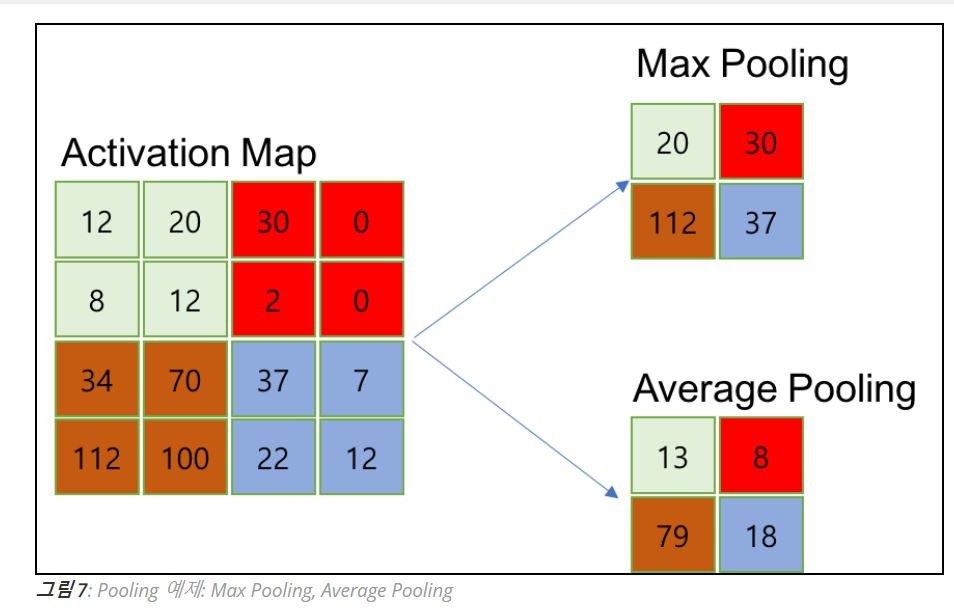 Max Pooling
20 30
112 37
Activation Map
12 20 30 0
8 12 2 0
34 70 37 7
112 100 22 12
Average Pooling
13 8
79 18
그림 7: Pooling 예제: Max Pooling, Average Pooling